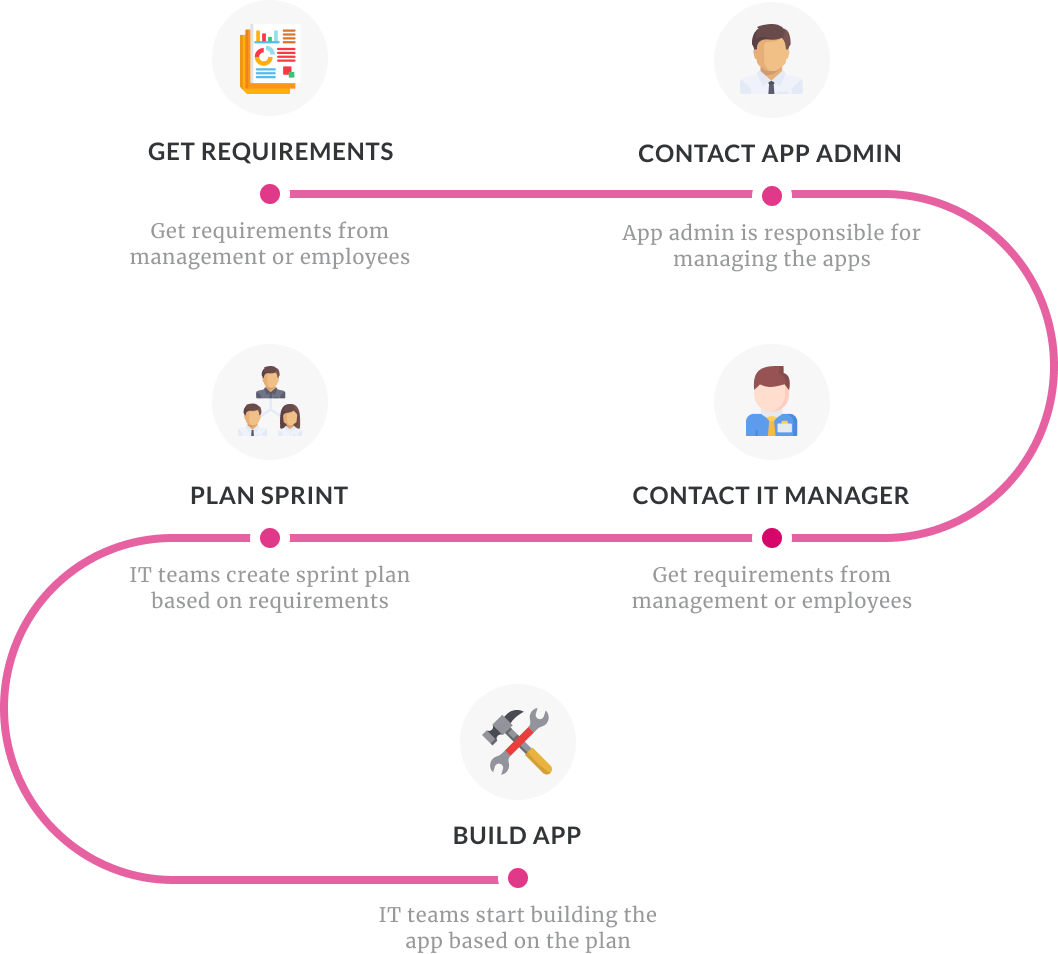 GET REQUIREMENTS
Get requirements from
management or employees
CONTACT APP ADMIN
App admin is responsible for
managing the apps
CONTACT IT MANAGER
Get requirements from
management or employees
PLAN SPRINT
IT teams create sprint plan
based on requirements
BUILD APP
IT teams start building the
app based on the plan